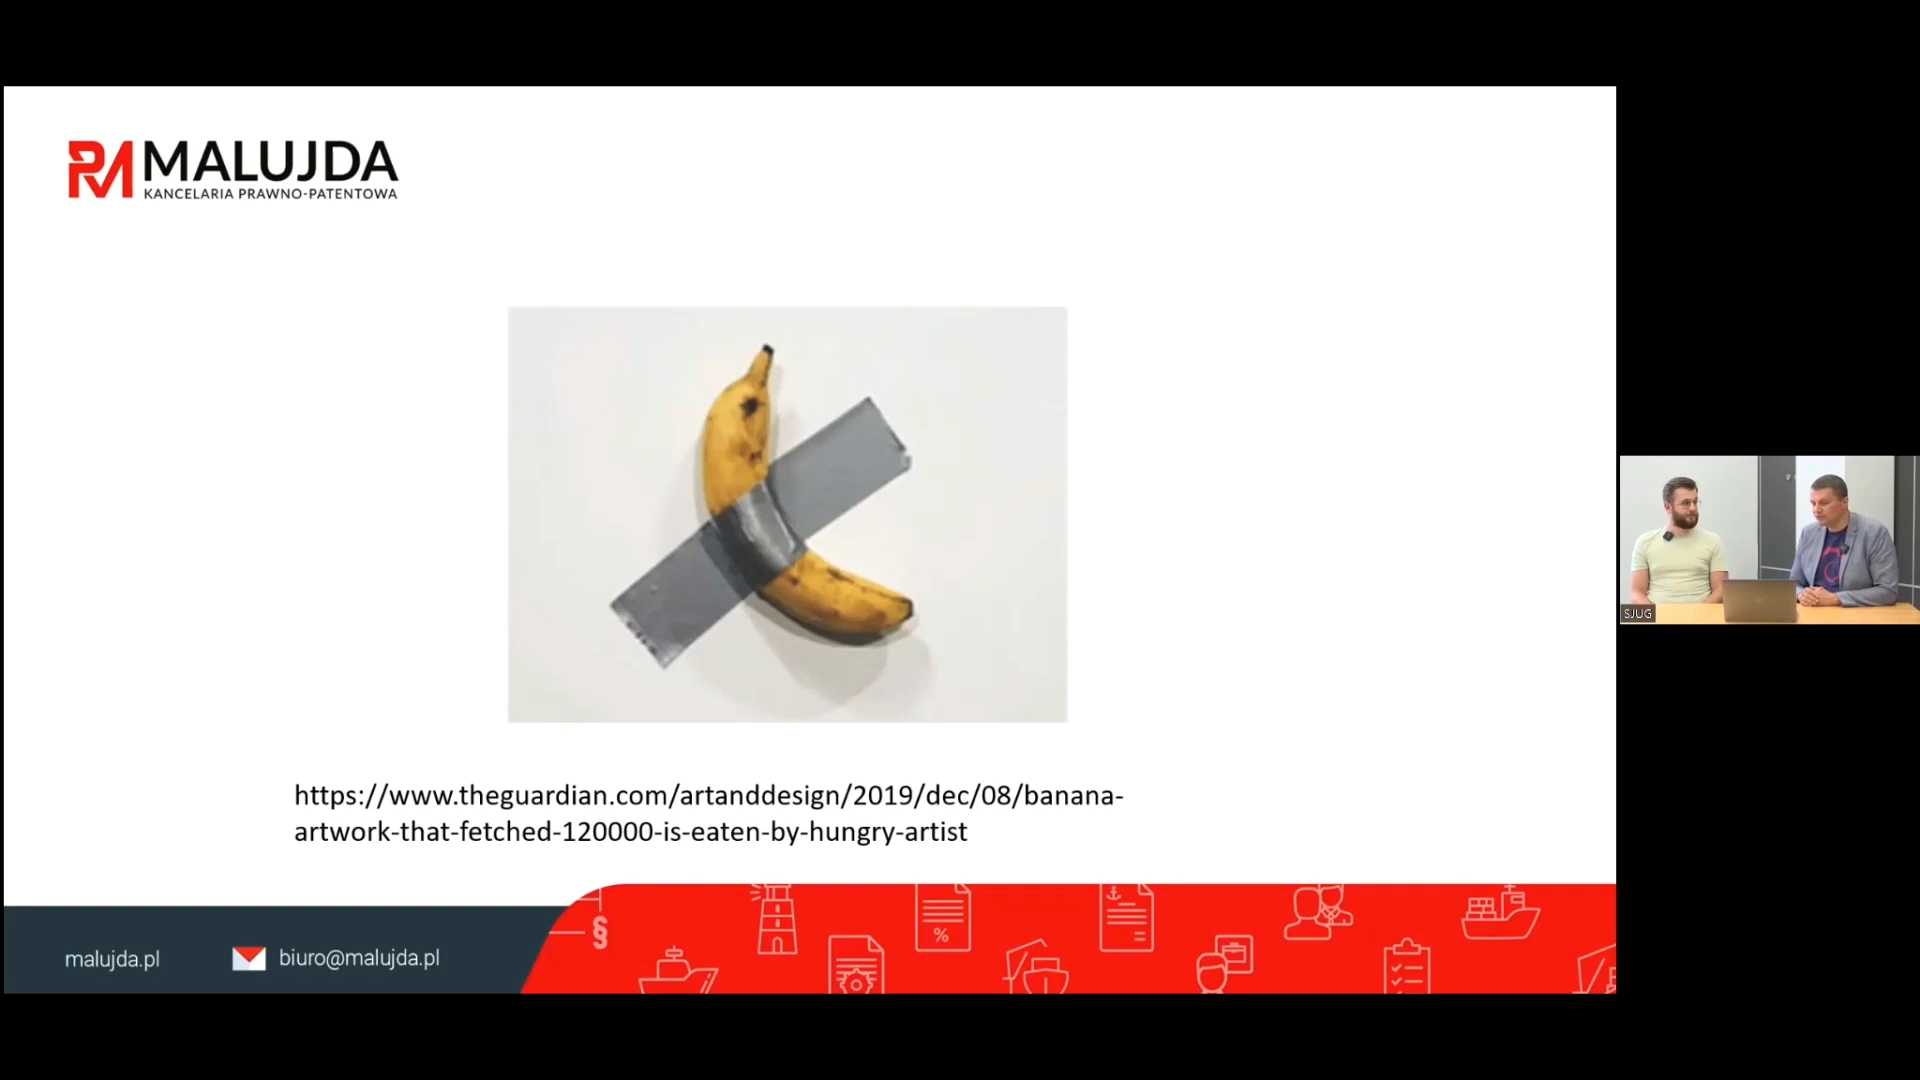 MALUJDA
KANCELARIA PRAWNO-PATENTOWA
https://www.theguardian.com/artanddesign/2019/dec/08/banana-
artwork-that-fetched-120000-is-eaten-by-hungry-artist
malujda.pl
biuro@malujda.pl
§
%
SJUG